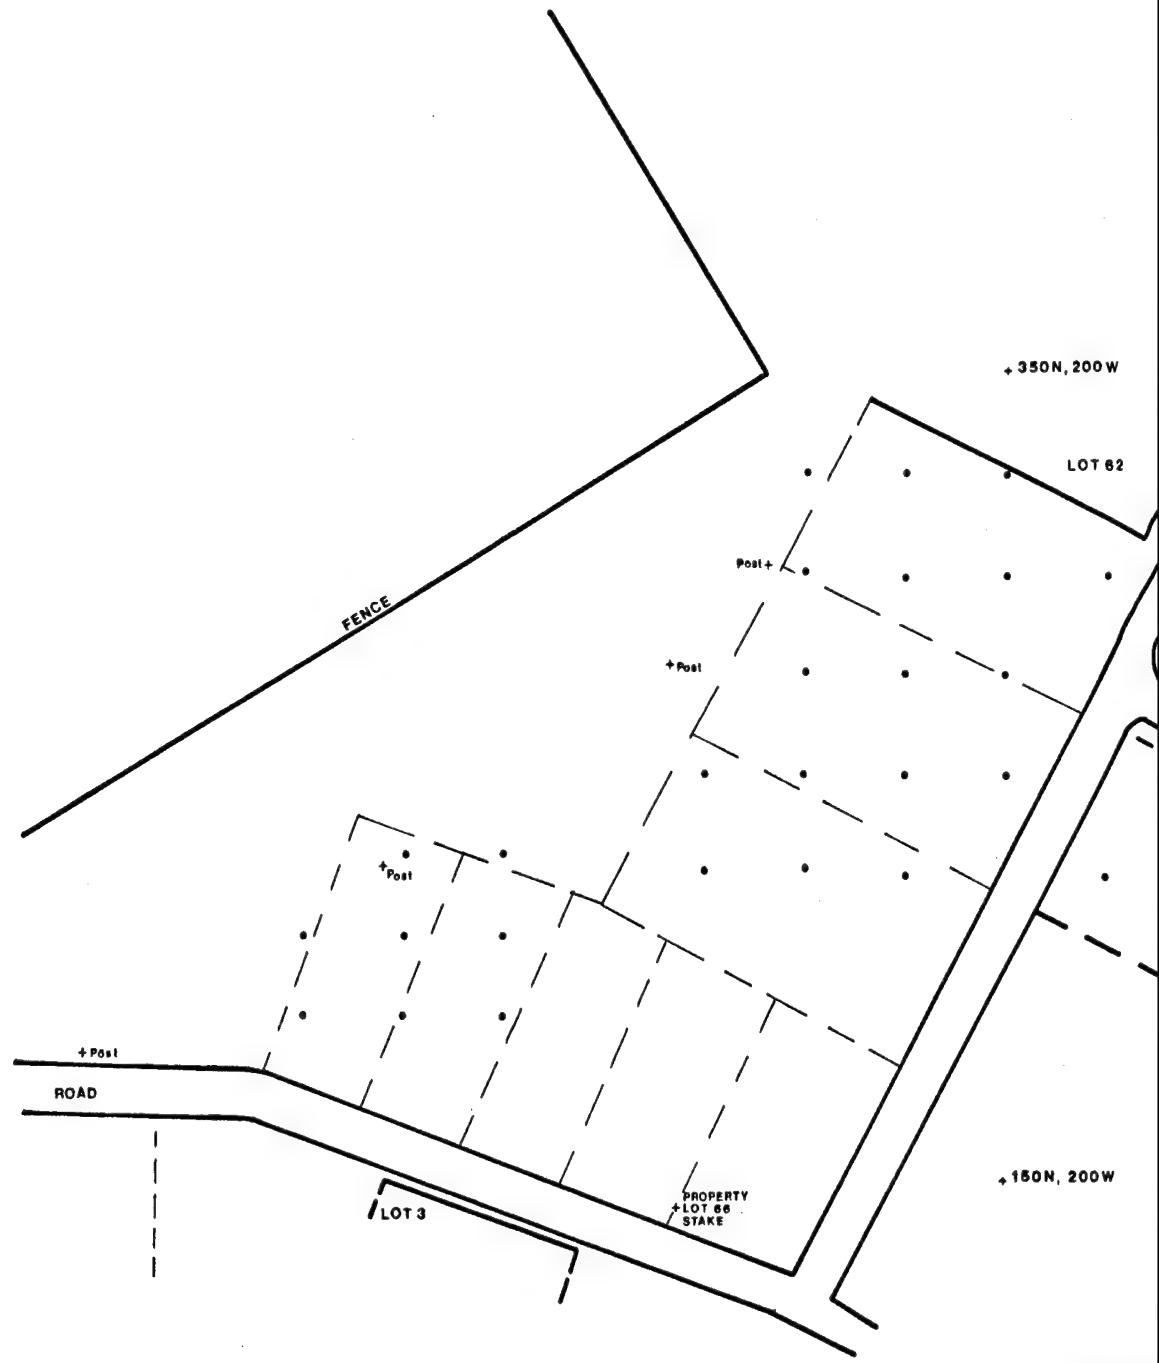 + 350N, 200W
LOT 62
Post +
FENCE
+ Post
+ Post
+ Post
ROAD
+ 150N, 200W
PROPERTY
+ LOT 66
STAKE
LOT 3